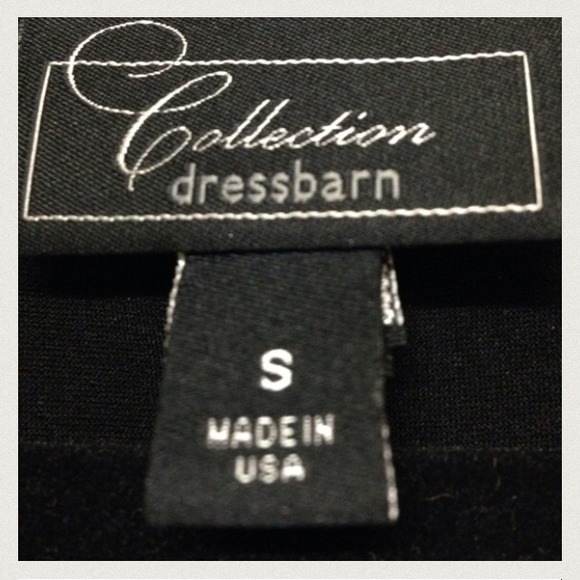 Collection
dressbarn
S
MADE IN
USA